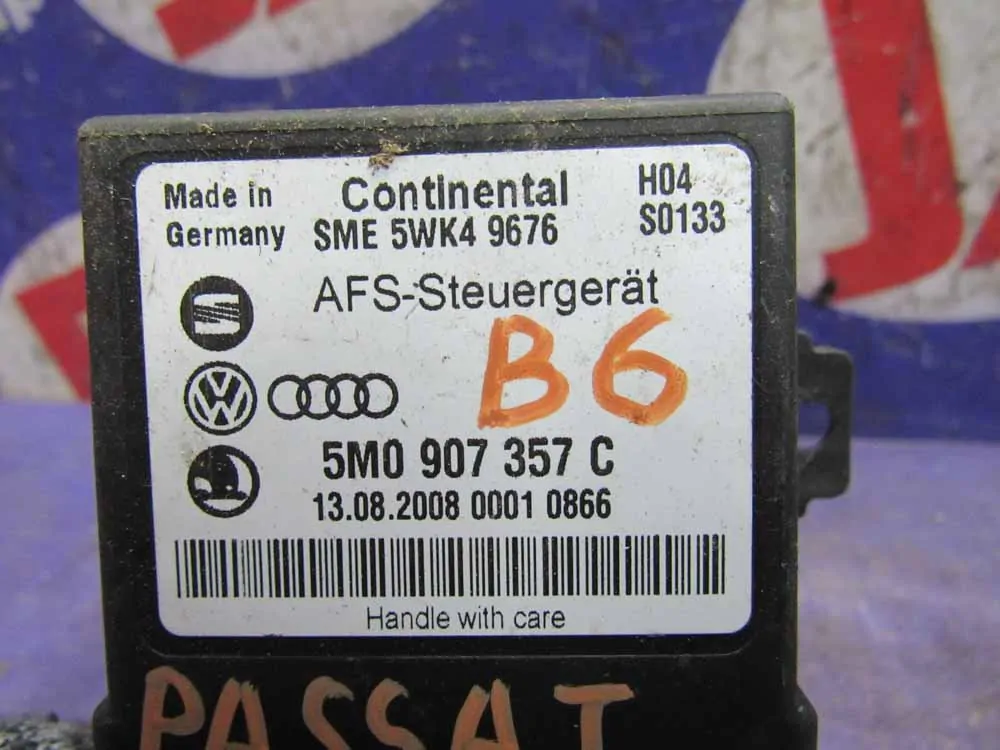 Made in Continental H04
Germany SME 5WK4 9676 S0133
AFS-Steuergerät
B6
5M0 907 357 C
13.08.2008 0001 0866
Handle with care
PASSAT